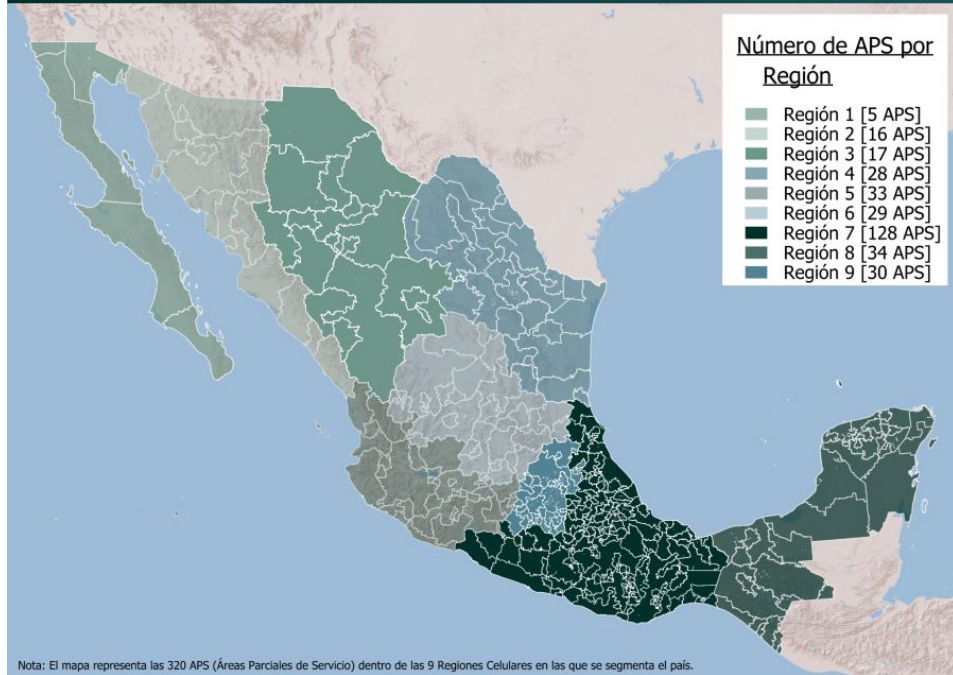 Número de APS por
Región
Región 1 [5 APS]
Región 2 [16 APS]
Región 3 [17 APS]
Región 4 [28 APS]
Región 5 [33 APS]
Región 6 [29 APS]
Región 7 [128 APS]
Región 8 [34 APS]
Región 9 [30 APS]
Nota: El mapa representa las 320 APS (Áreas Parciales de Servicio) dentro de las 9 Regiones Celulares en las que se segmenta el país.